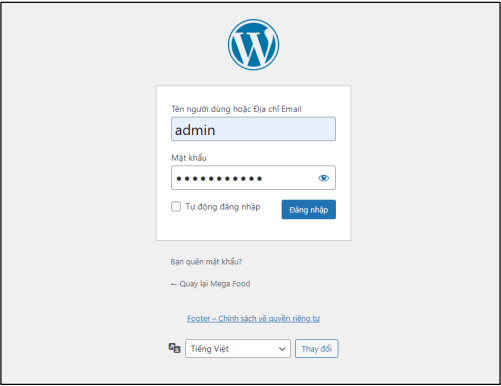 Tên người dùng hoặc Địa chỉ Email
admin
Mật khẩu
●●●●●●●●●●●
Tự động đăng nhập
Đăng nhập
Bạn quên mật khẩu?
← Quay lại Mega Food
Footer – Chính sách về quyền riêng tư
Tiếng Việt
Thay đổi